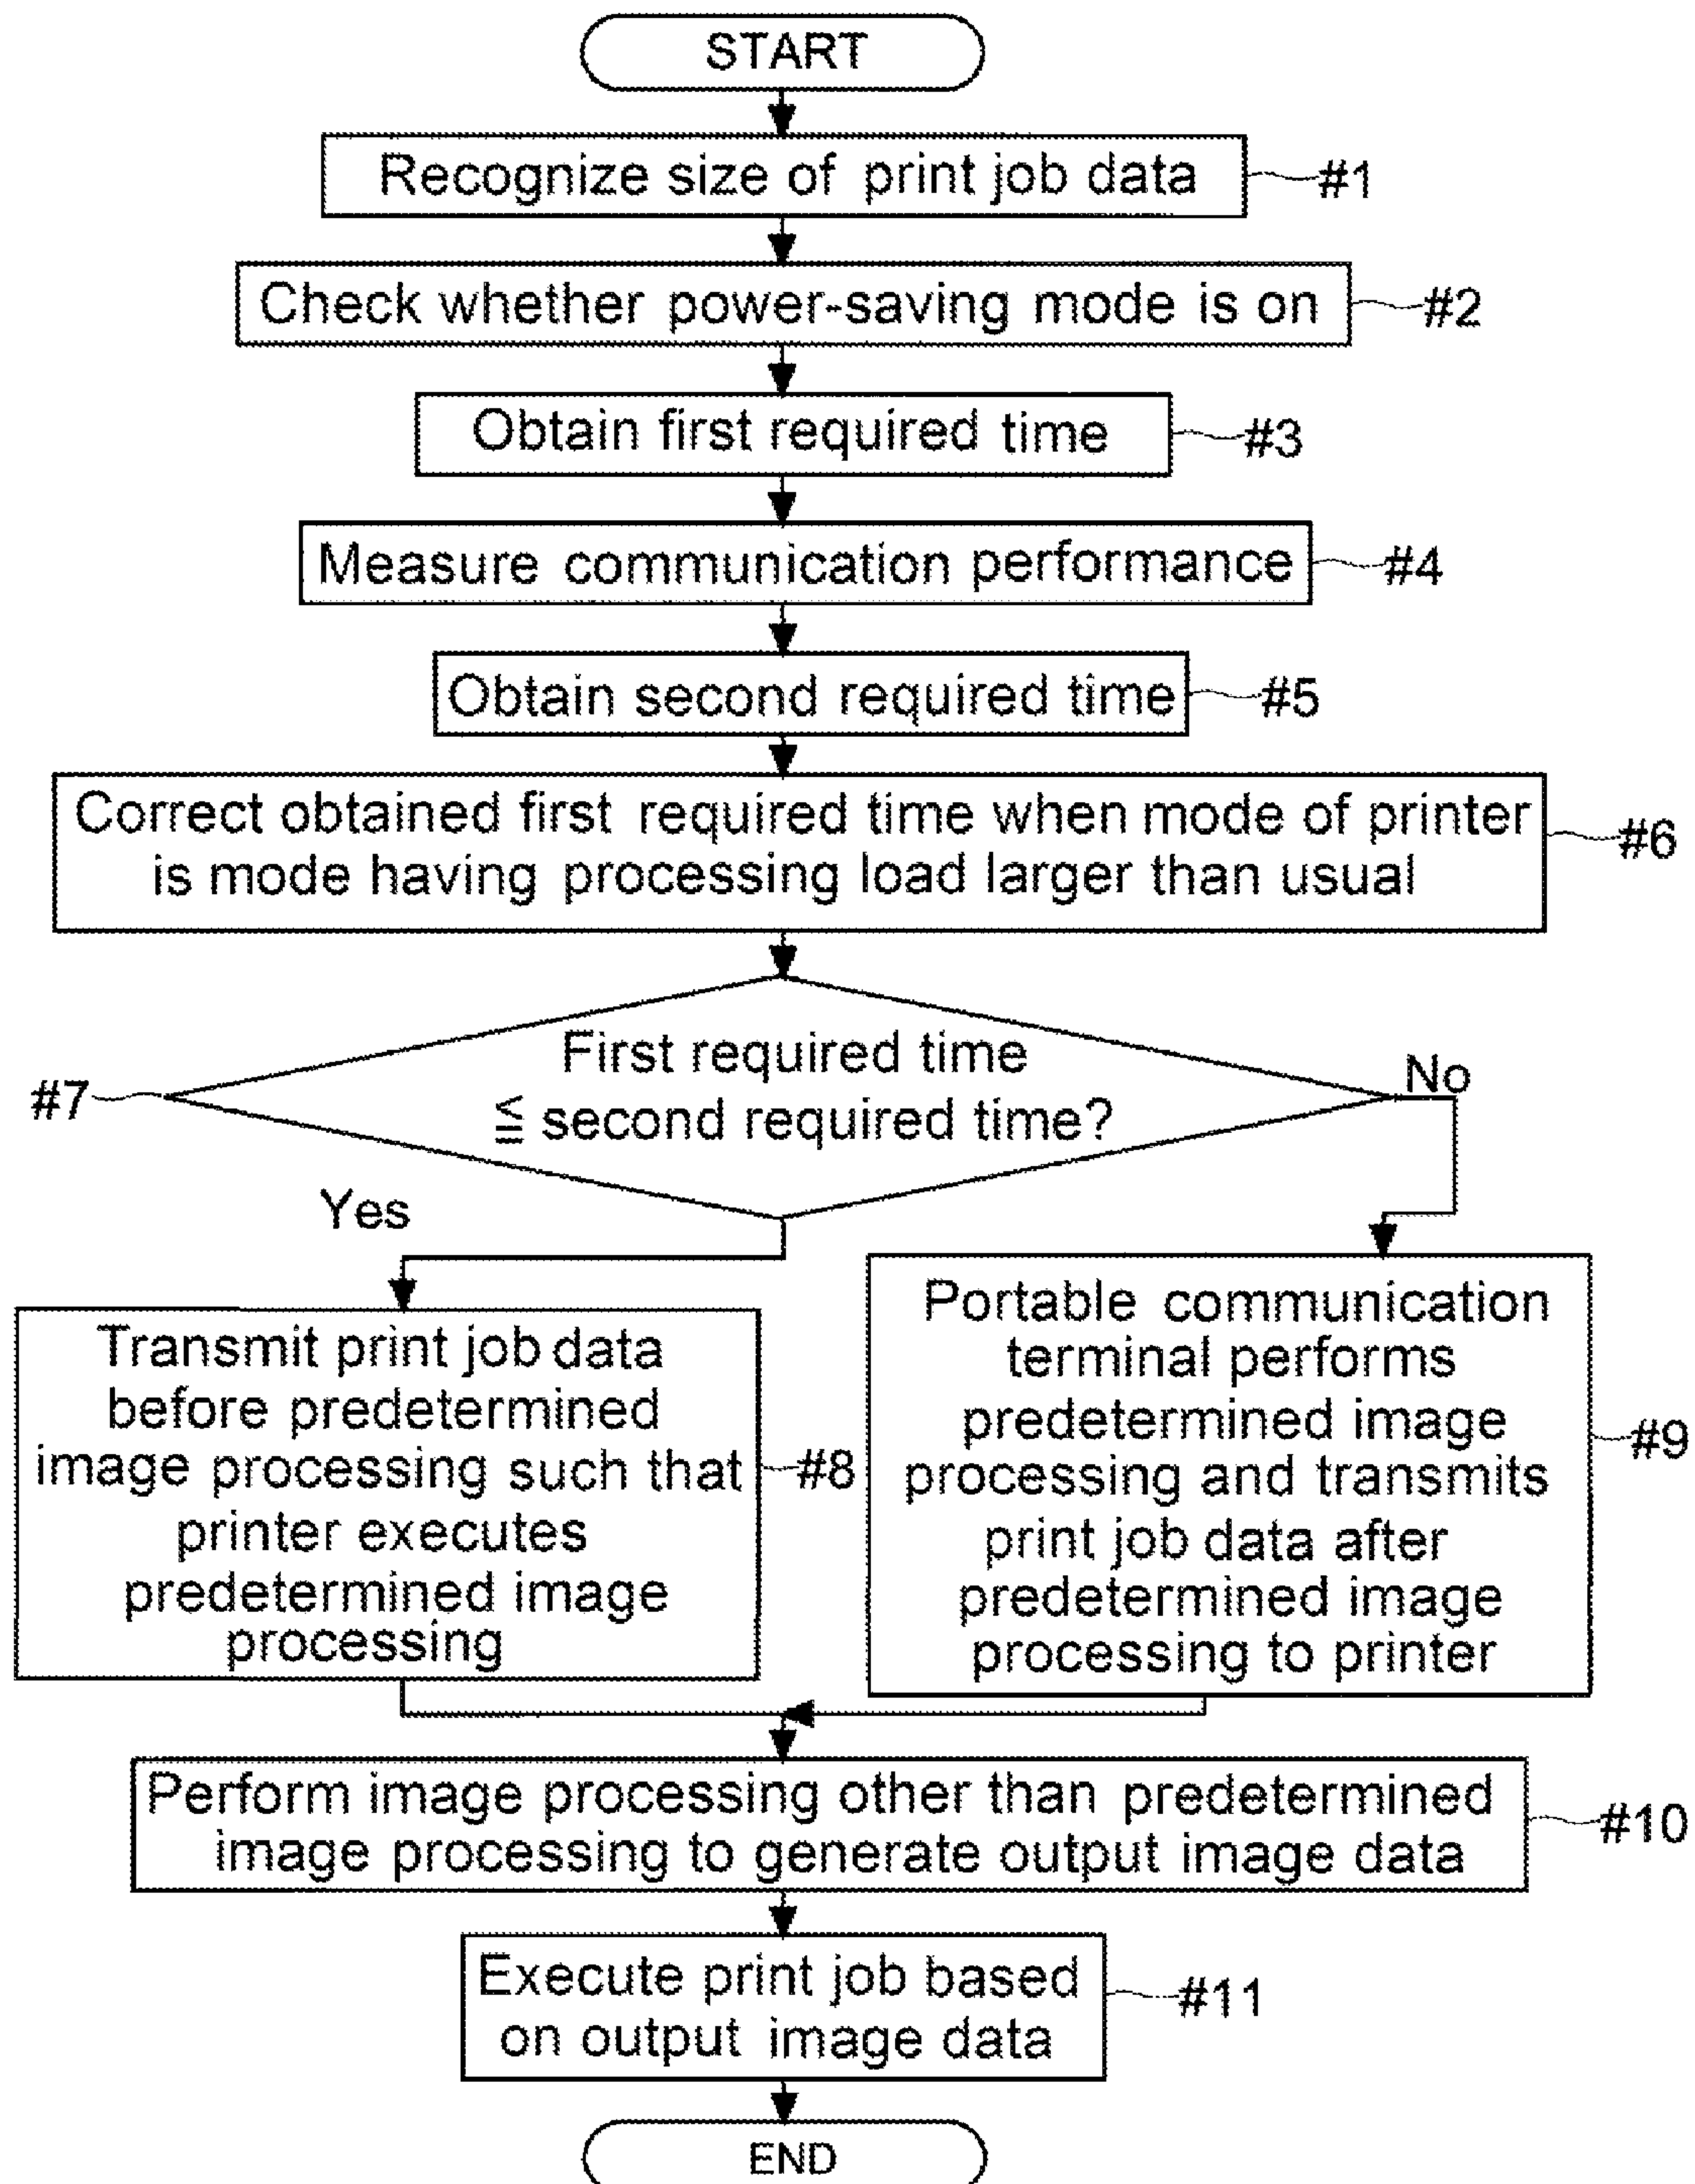 START
Recognize size of print job data
#1
Check whether power-saving mode is on
#2
Obtain first required time
#3
Measure communication performance
#4
Obtain second required time
#5
Correct obtained first required time when mode of printer
is mode having processing load larger than usual
#6
First required time
≦ second required time?
#7
No
Yes
Transmit print job data
before predetermined
image processing such that
printer executes
predetermined image
processing
#8
Portable communication
terminal performs
predetermined image
processing and transmits
print job data after
predetermined image
processing to printer
#9
Perform image processing other than predetermined
image processing to generate output image data
#10
Execute print job based
on output image data
#11
END